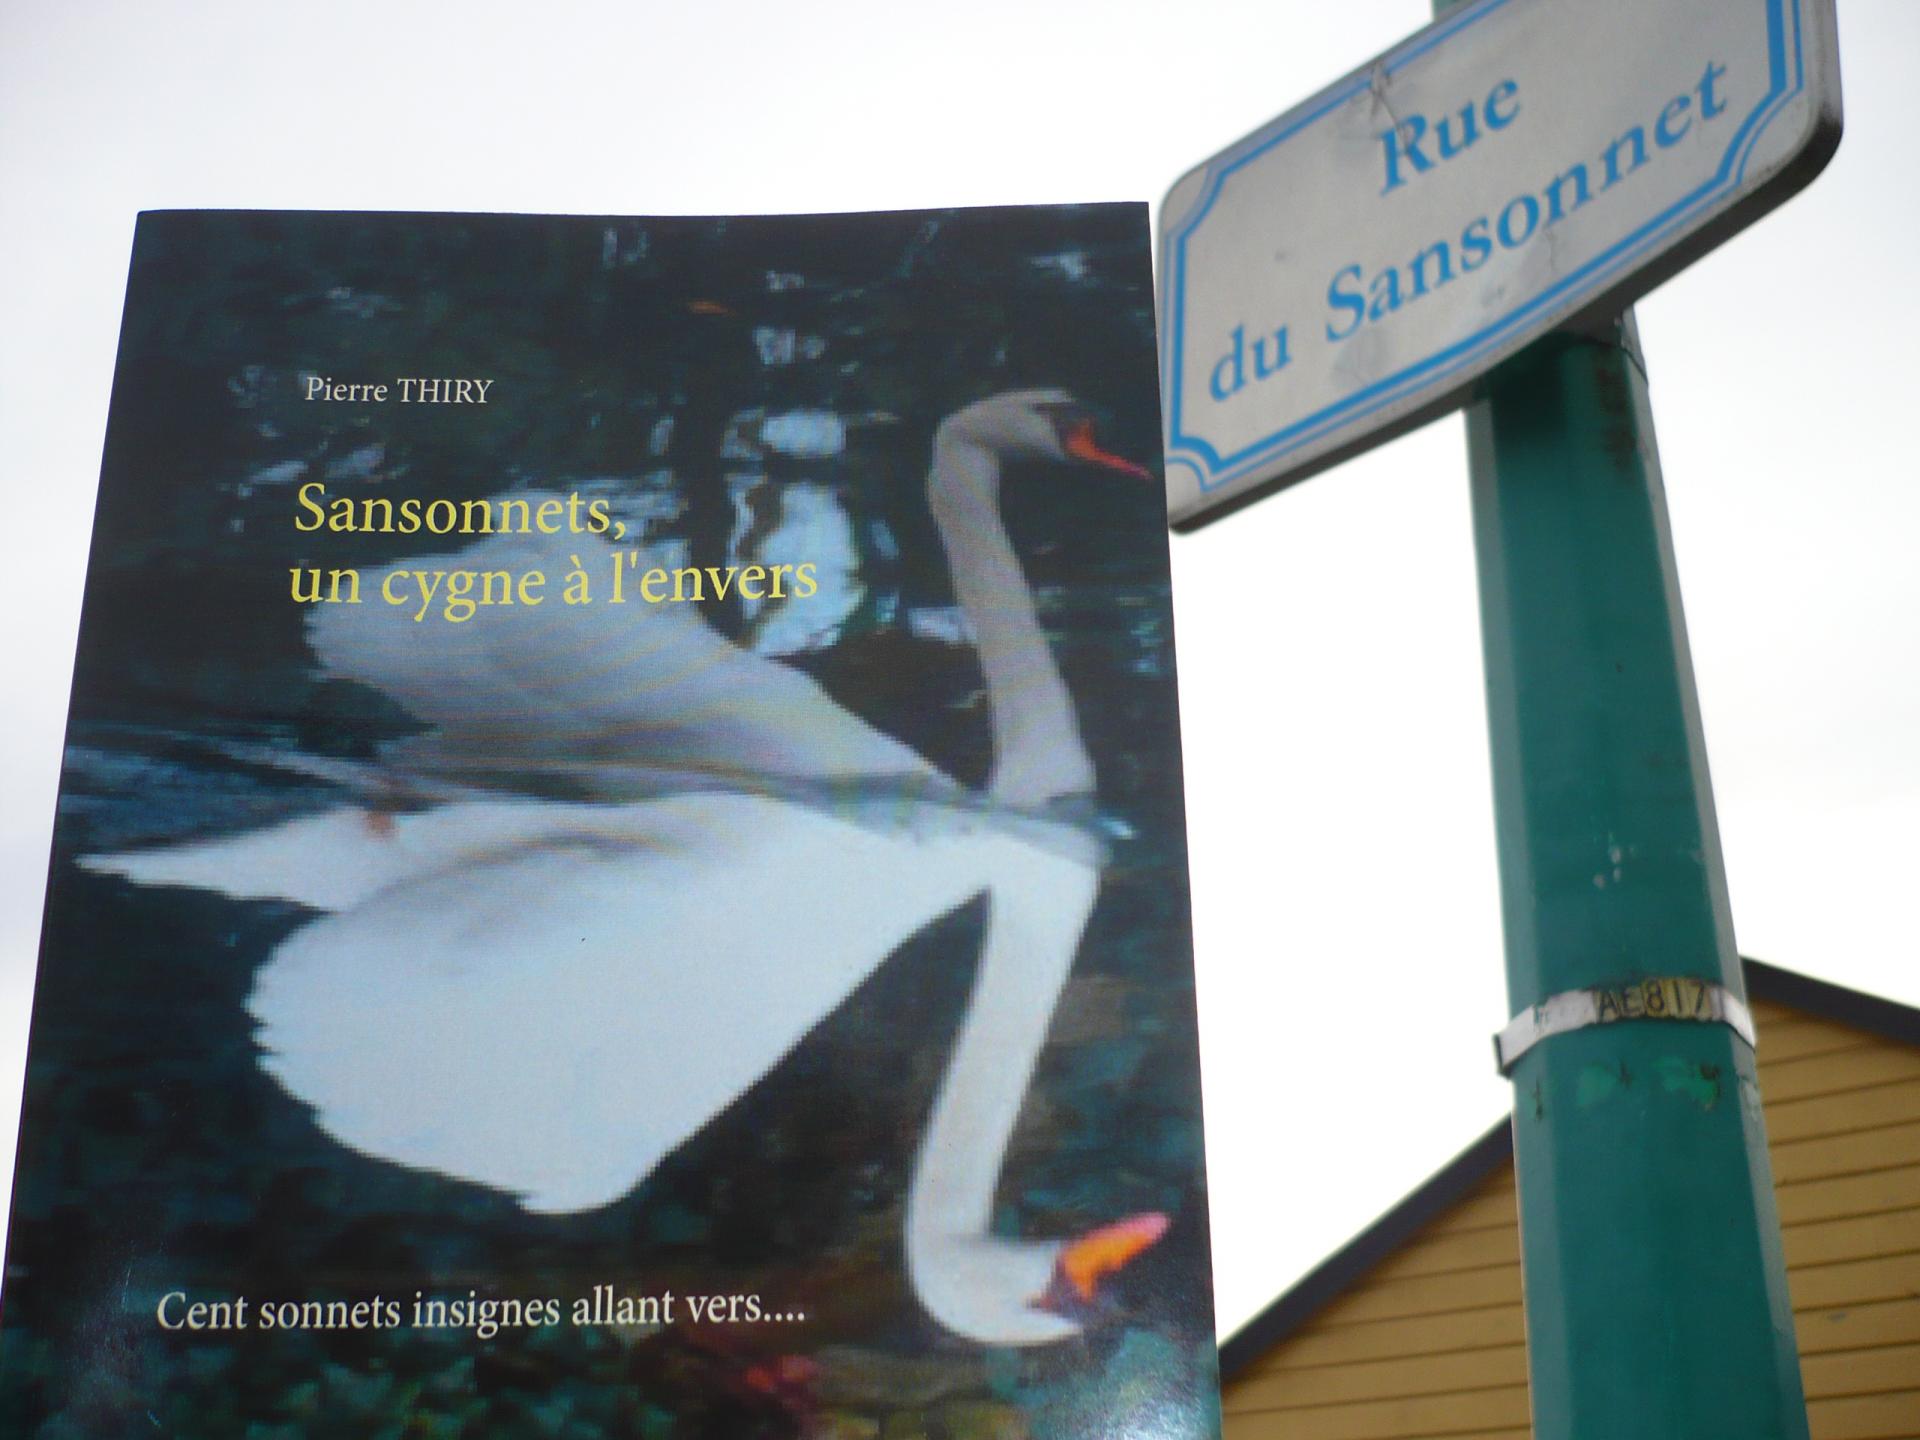 Rue
du Sansonnet
Pierre THIRY
Sansonnets,
un cygne à l'envers
Cent sonnets insignes allant vers....
AE817